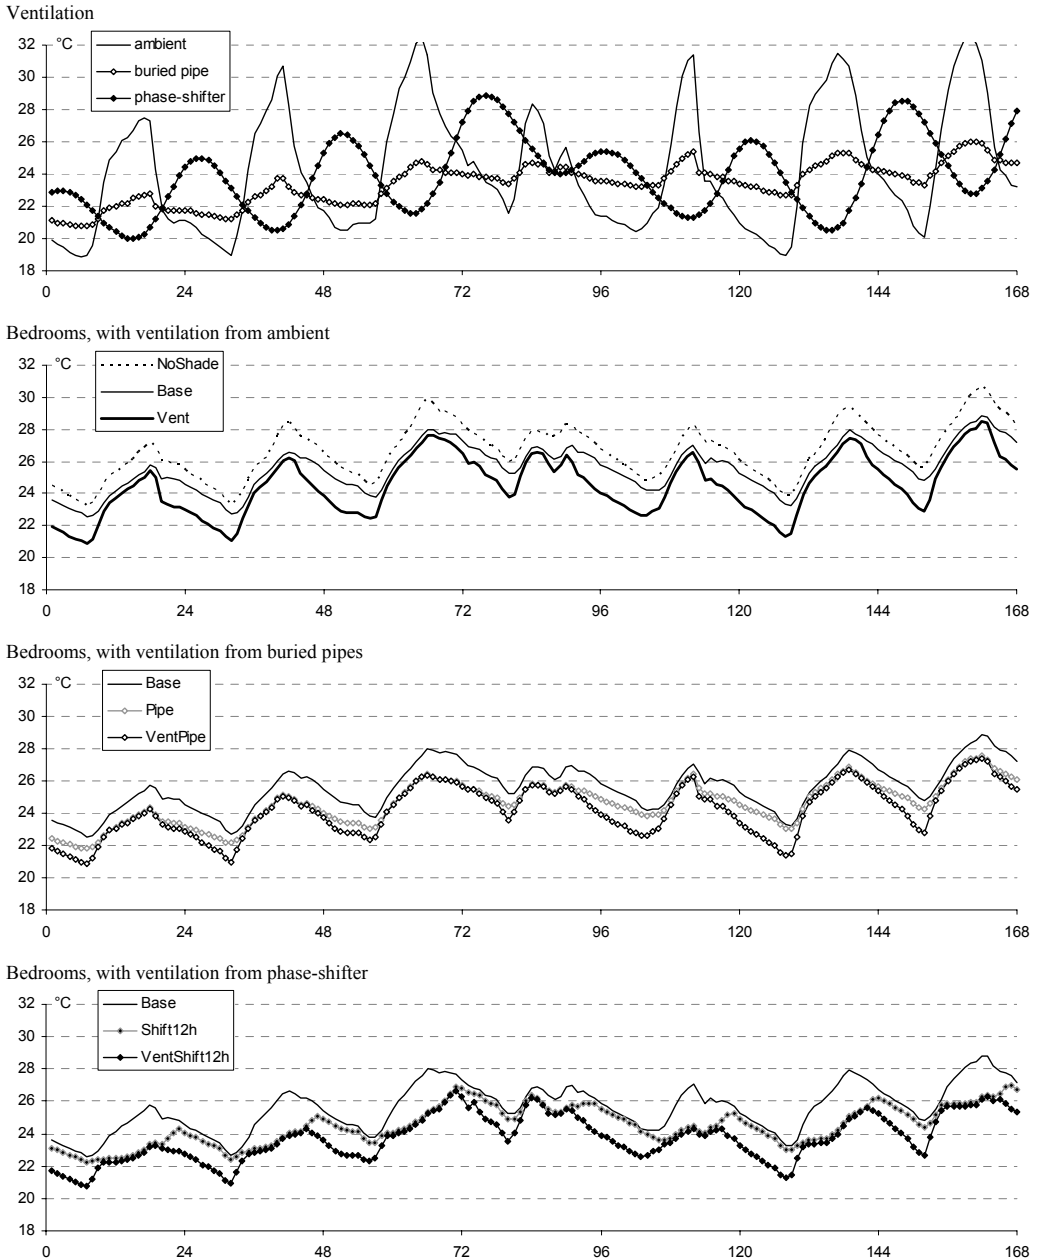 Ventilation
32 °C ambient
30 buried pipe
28 phase-shifter
26
24
22
20
18
0 24 48 72 96 120 144 168
Bedrooms, with ventilation from ambient
32 °C NoShade
30 Base
28 Vent
26
24
22
20
18
0 24 48 72 96 120 144 168
Bedrooms, with ventilation from buried pipes
32 °C Base
30 Pipe
28 VentPipe
26
24
22
20
18
0 24 48 72 96 120 144 168
Bedrooms, with ventilation from phase-shifter
32 °C Base
30 Shift12h
28 VentShift12h
26
24
22
20
18
0 24 48 72 96 120 144 168